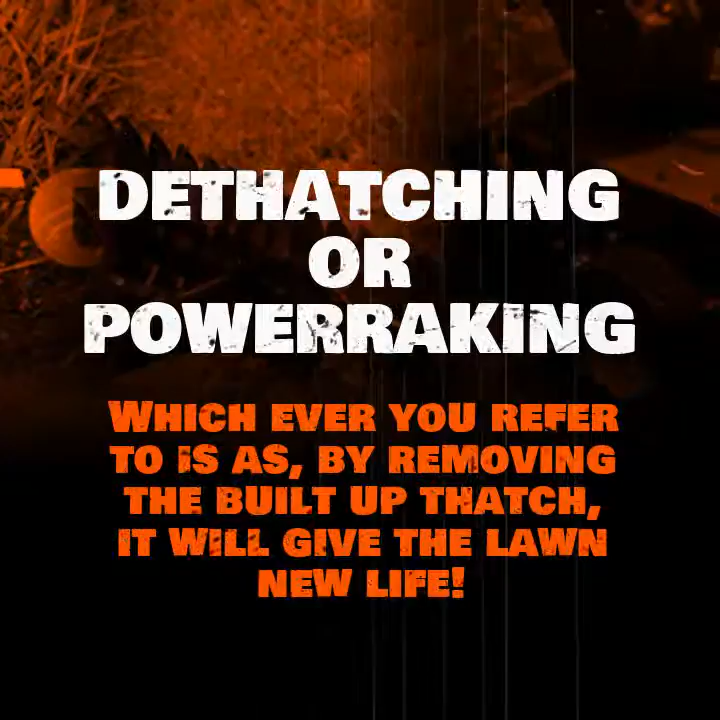 DETHATCHING
OR
POWERRAKING
WHICH EVER YOU REFER
TO IS AS, BY REMOVING
THE BUILT UP THATCH,
IT WILL GIVE THE LAWN
NEW LIFE!